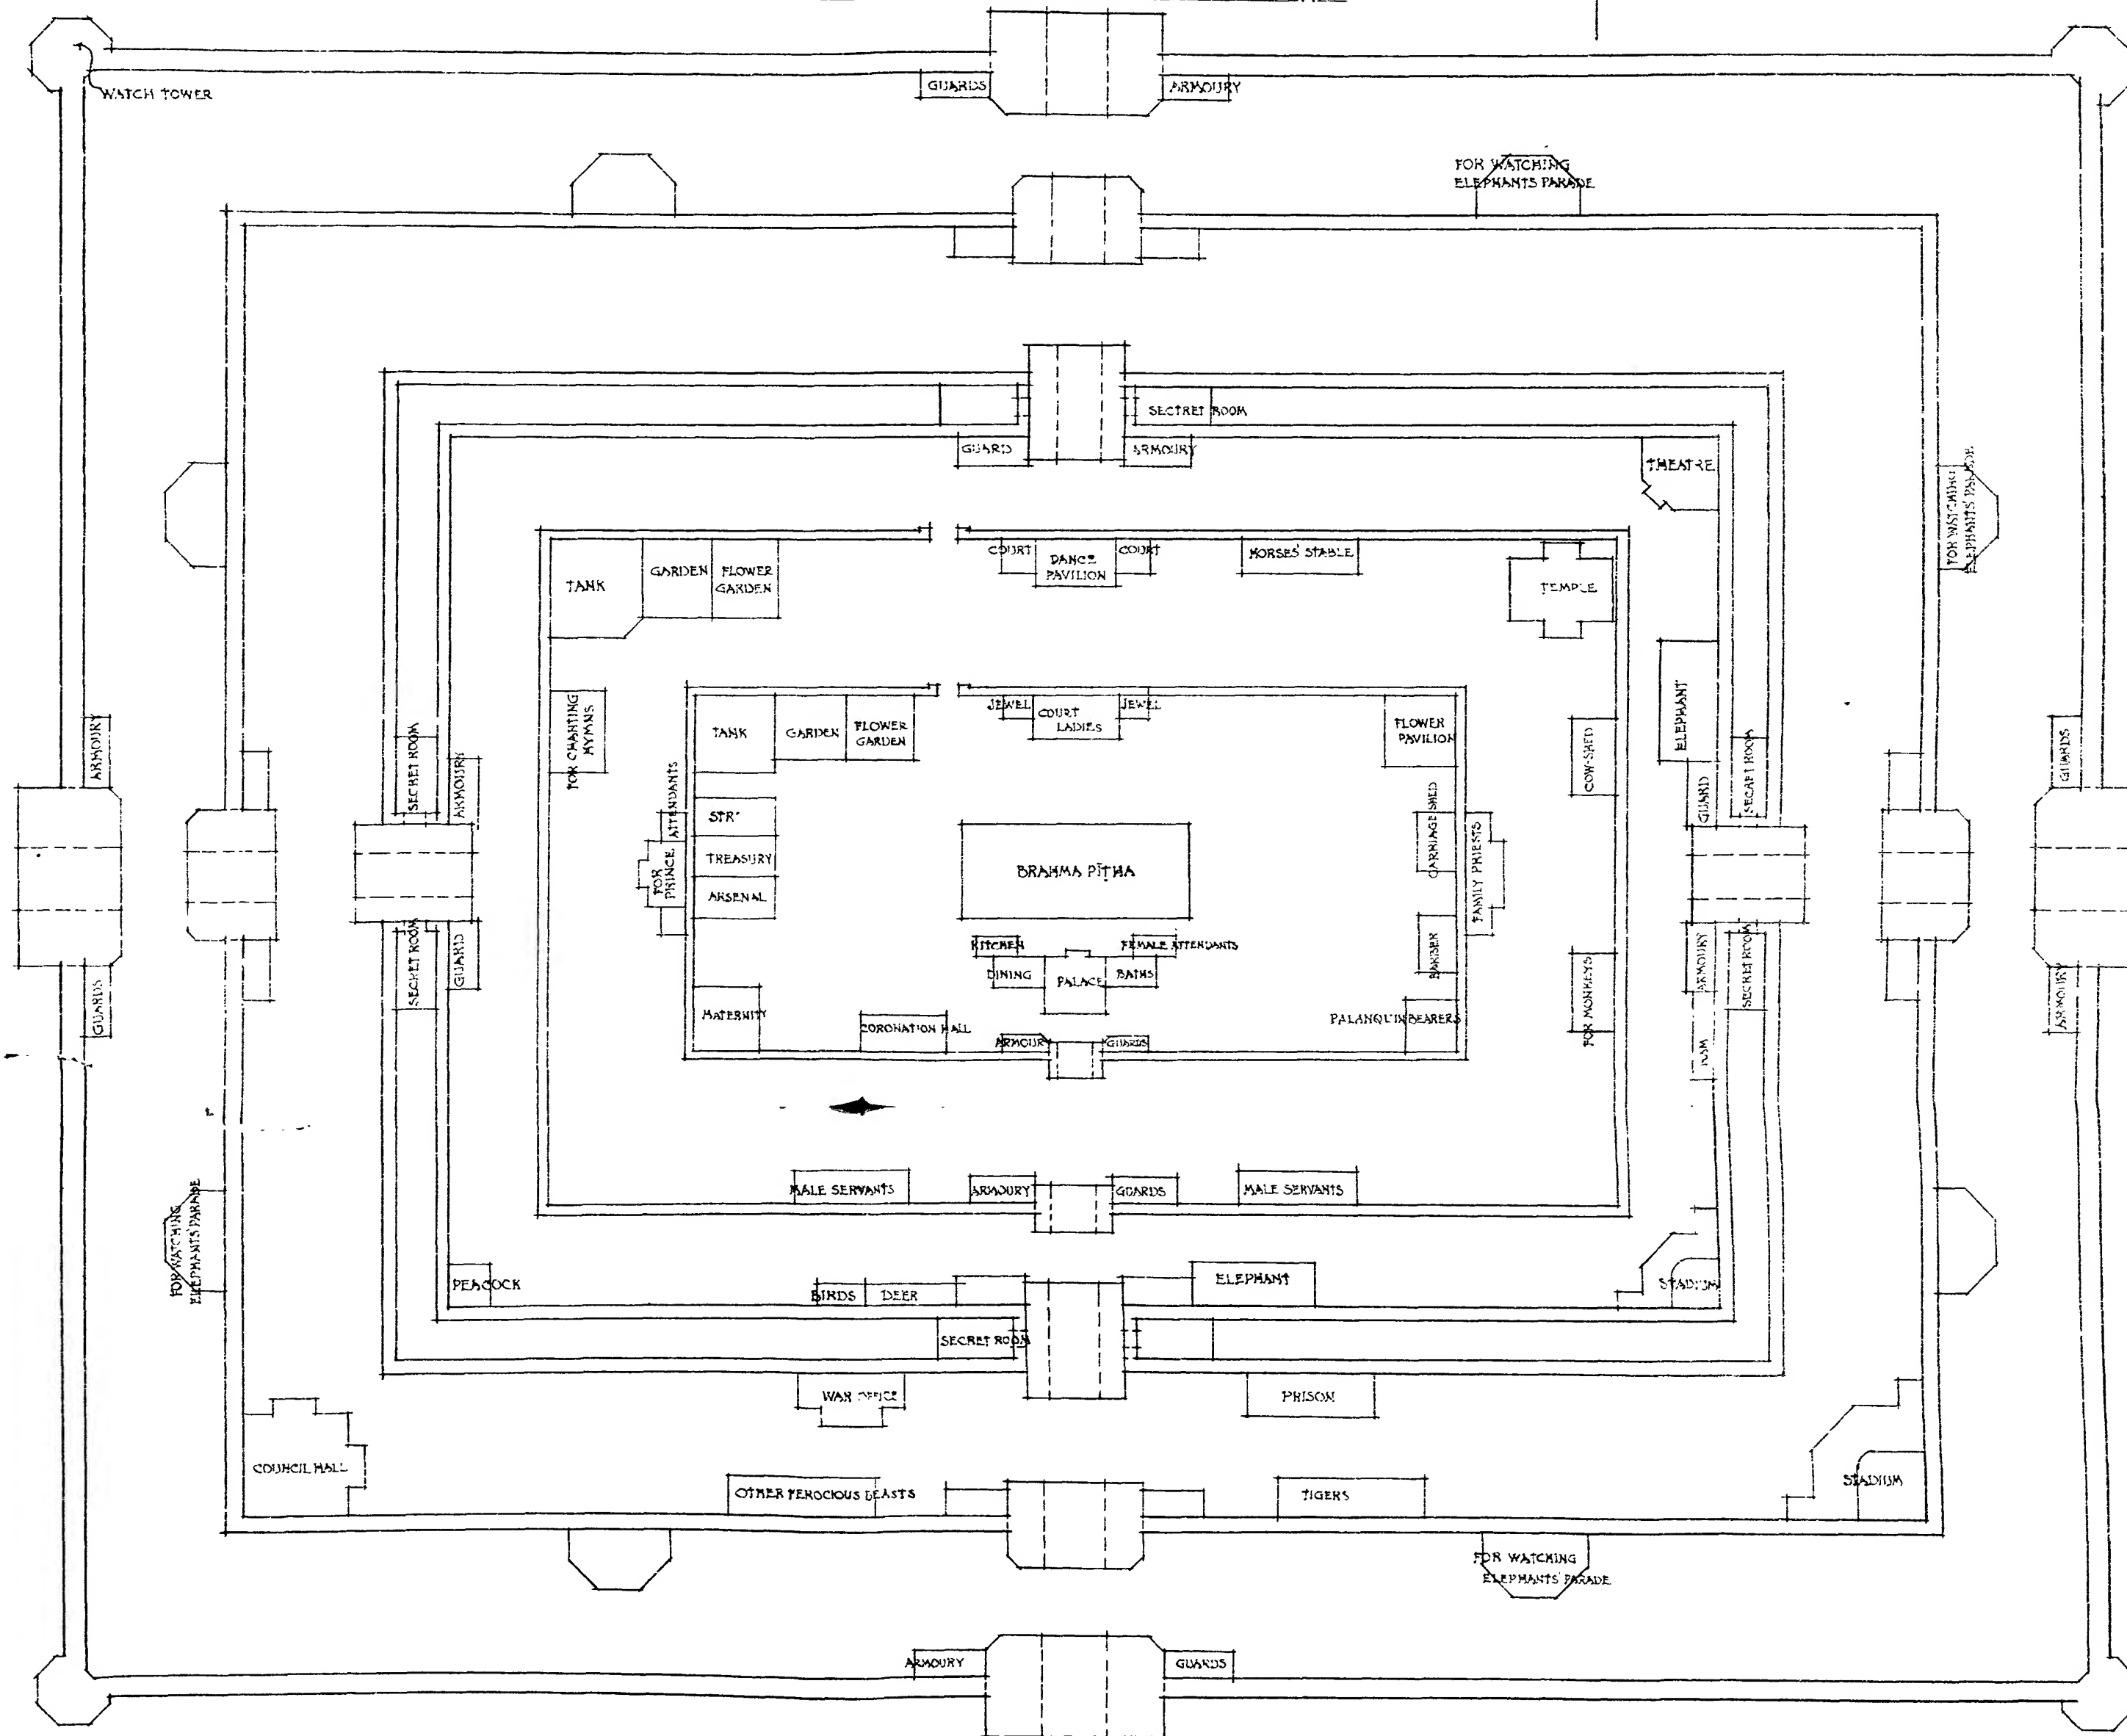 GUARDS
ARMOURY
WATCH TOWER
FOR WATCHING
ELEPHANTS PARADE
SECTRET ROOM
GUARD
ARMOURY
THEATRE
FOR WATCHING
ELEPHANTS' PARADE
COURT
DANCE
PAVILION
COURT
HORSES' STABLE
TANK
GARDEN
FLOWER
GARDEN
TEMPLE
FOR CHANTING
HYMNS
JEWEL
COURT
LADIES
JEWEL
TANK
GARDEN
FLOWER
GARDEN
FLOWER
PAVILION
ELEPHANT
COW-SHED
ARMOURY
SECRET ROOM
ARMOURY
GUARD
SECRET ROOM
GUARDS
ATTENDANTS
FOR
PRINCE
TREASURY
ARSENAL
BRAHMA PĪṬHA
CARRIAGE SHED
FAMILY PRIESTS
KITCHEN
FEMALE ATTENDANTS
DINING
PALACE
BATHS
GUARDS
SECRET ROOM
GUARD
FOR MONKEYS
ARMOURY
SECRET ROOM
ARMOURY
MATERNITY
CORONATION HALL
ARMOUR
GUARDS
PALANQUIN BEARERS
MALE SERVANTS
ARMOURY
GUARDS
MALE SERVANTS
FOR WATCHING
ELEPHANTS' PARADE
PEACOCK
BIRDS
DEER
ELEPHANT
STADIUM
SECRET ROOM
WAR OFFICE
PRISON
COUNCIL HALL
OTHER FEROCIOUS BEASTS
TIGERS
STADIUM
FOR WATCHING
ELEPHANTS' PARADE
ARMOURY
GUARDS